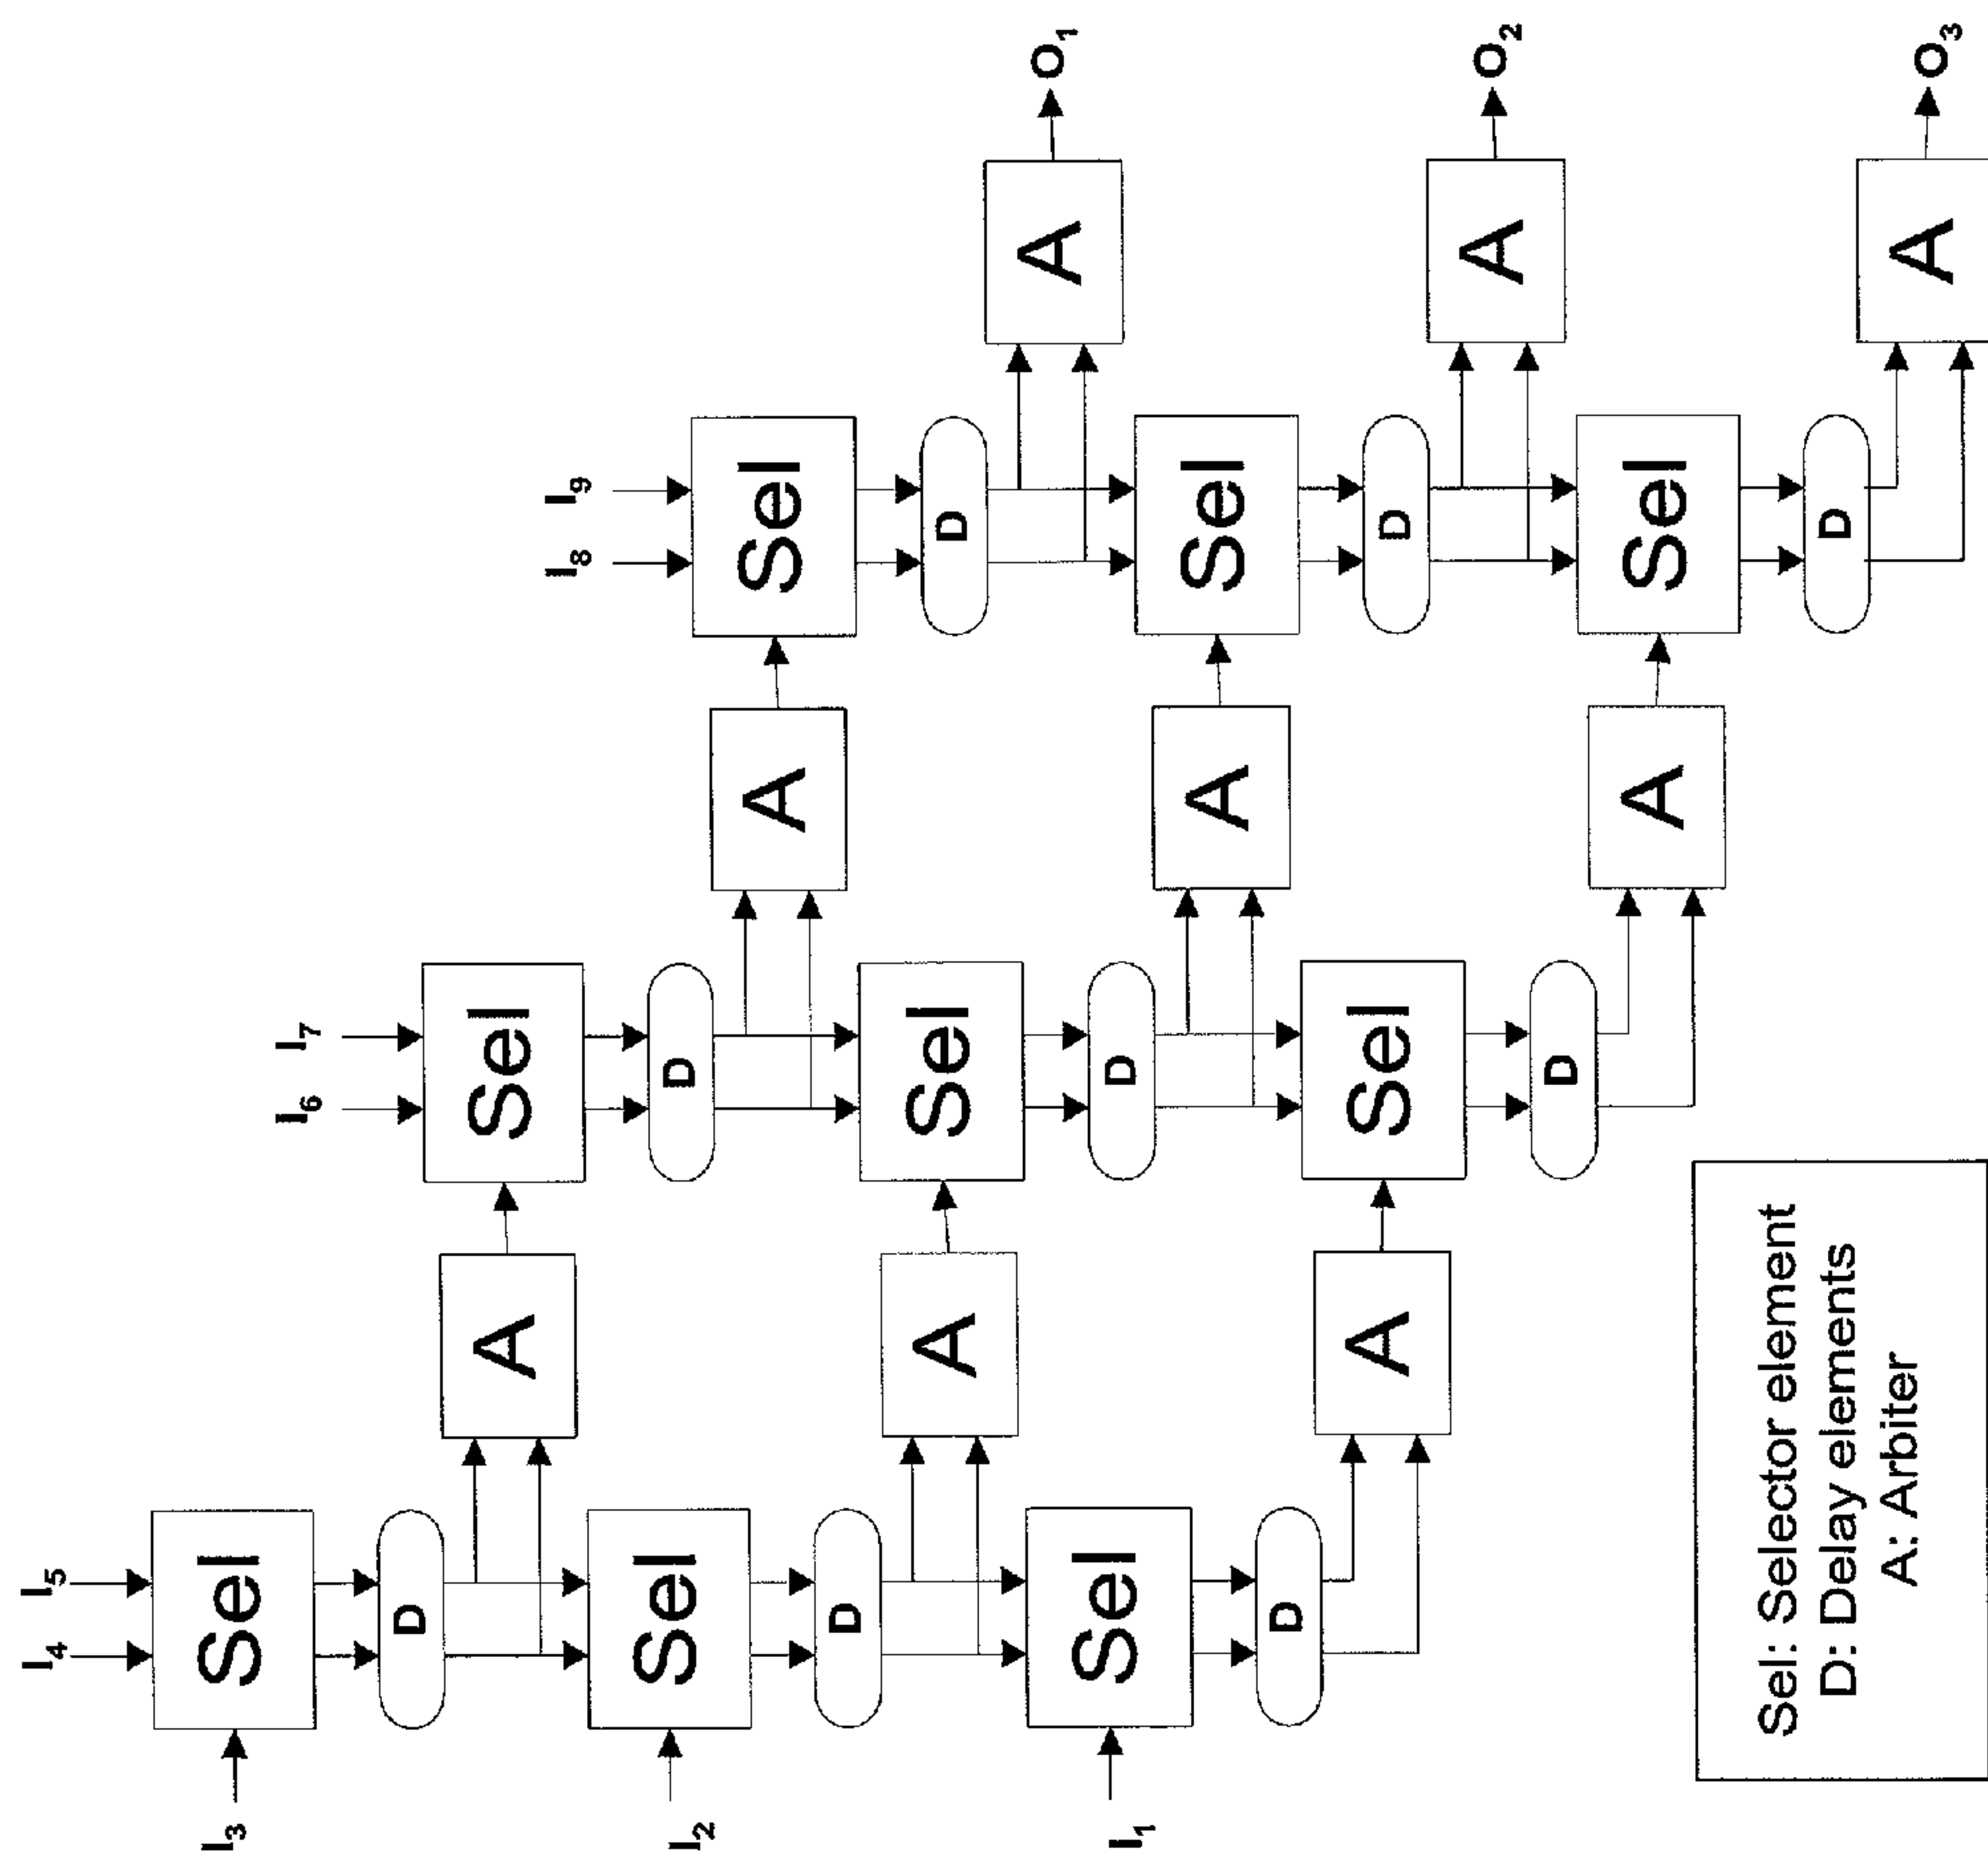 I₄ I₅
I₃ Sel
I₆ I₇
D
A Sel
I₈ I₉
I₂ Sel D
A Sel
D
A Sel D
A O₁
I₁ Sel D
A Sel
D
A Sel D
A O₂
D
A Sel
D
A O₃
Sel: Selector element
D: Delay elements
A: Arbiter